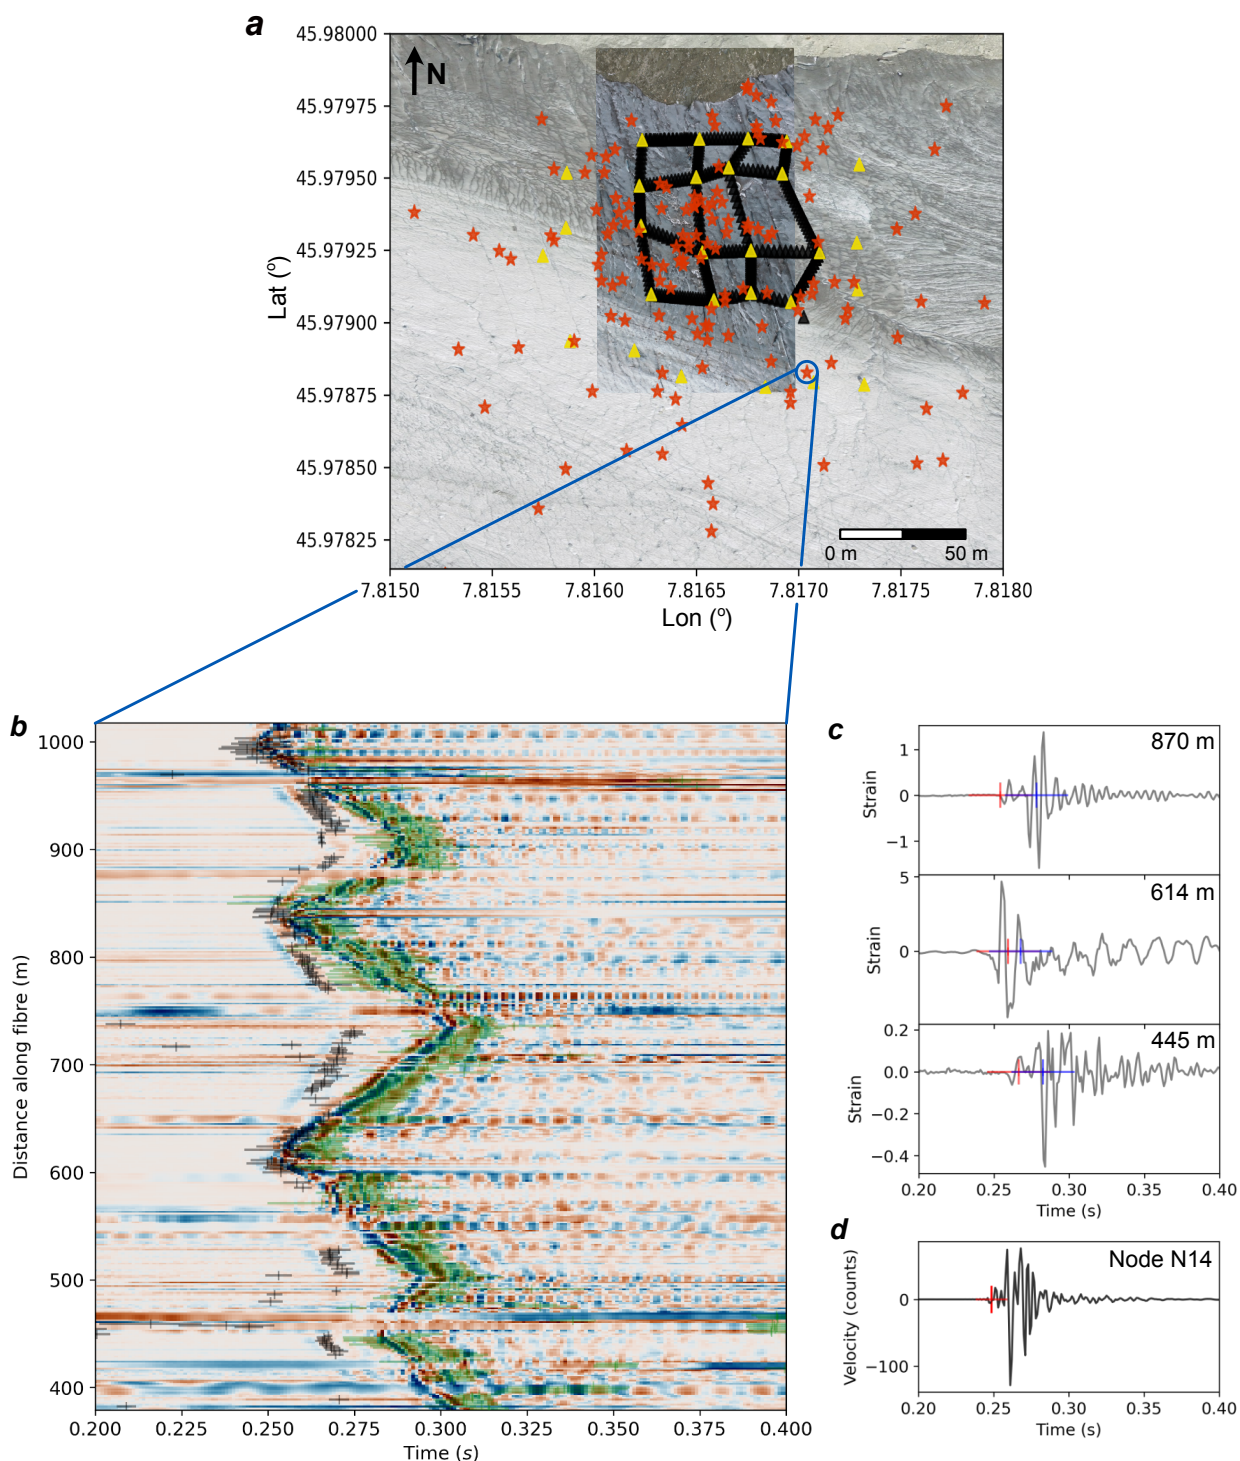 a
45.98000
45.97975
45.97950
45.97925
45.97900
45.97875
45.97850
45.97825
Lat (°)
N
0 m 50 m
7.8150 7.8155 7.8160 7.8165 7.8170 7.8175 7.8180
Lon (°)
b
1000
900
800
700
600
500
400
Distance along fibre (m)
0.200 0.225 0.250 0.275 0.300 0.325 0.350 0.375 0.400
Time (s)
c
870 m
1
0
−1
Strain
614 m
5
0
Strain
445 m
0.2
0.0
−0.2
−0.4
Strain
0.20 0.25 0.30 0.35 0.40
Time (s)
d
Node N14
0
−100
Velocity (counts)
0.20 0.25 0.30 0.35 0.40
Time (s)